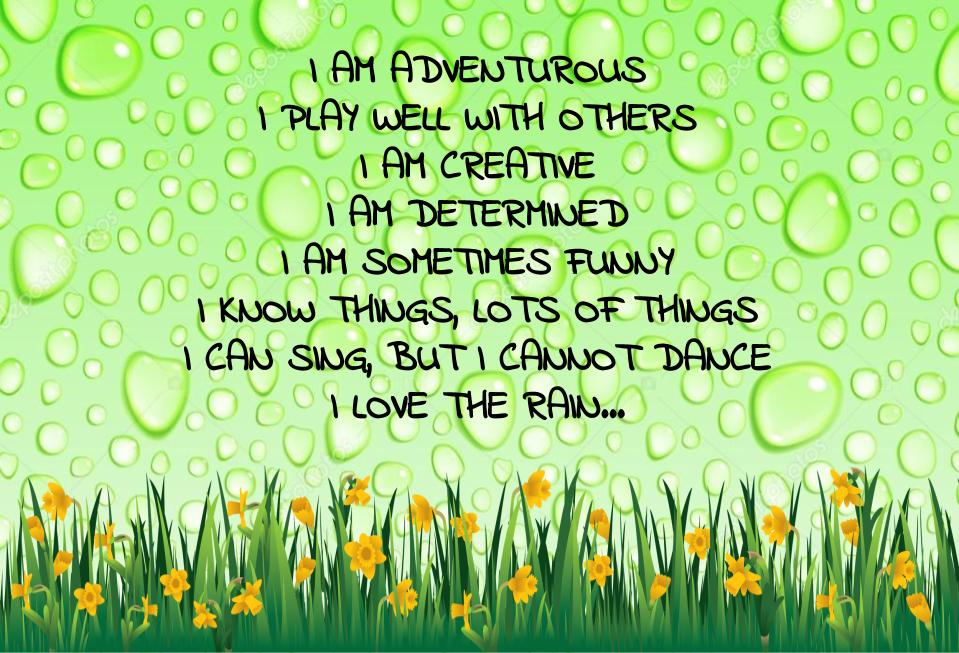 I AM ADVENTUROUS
I PLAY WELL WITH OTHERS
I AM CREATIVE
I AM DETERMINED
I AM SOMETIMES FUNNY
I KNOW THINGS, LOTS OF THINGS
I CAN SING, BUT I CANNOT DANCE
I LOVE THE RAIN...